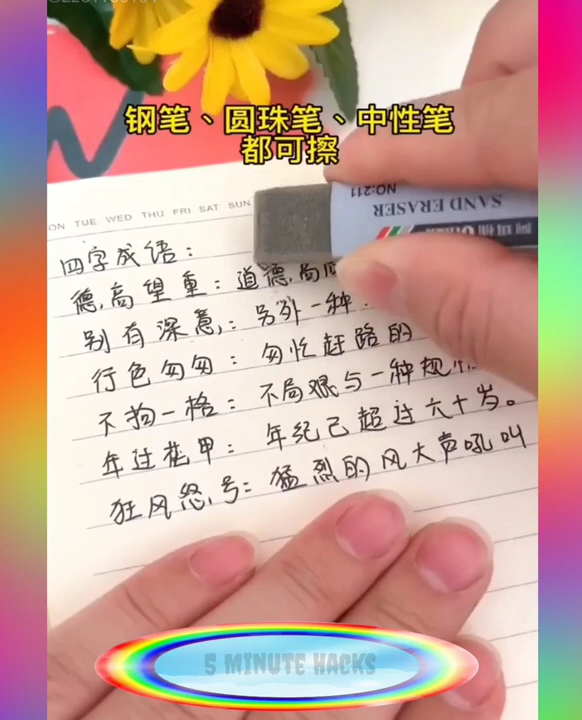 钢笔、圆珠笔、中性笔
都可擦
NO:211
SAND ERASER
TUE WED THU FRI SAT SUN
四字成语：
德高望重：道德高
别有深意：另外一种
行色匆匆：匆忙赶路的
不拘一格：不局限与一种规
年过花甲：年纪已超过六十岁。
狂风怒号：猛烈的风大声吼叫
5 MINUTE HACKS